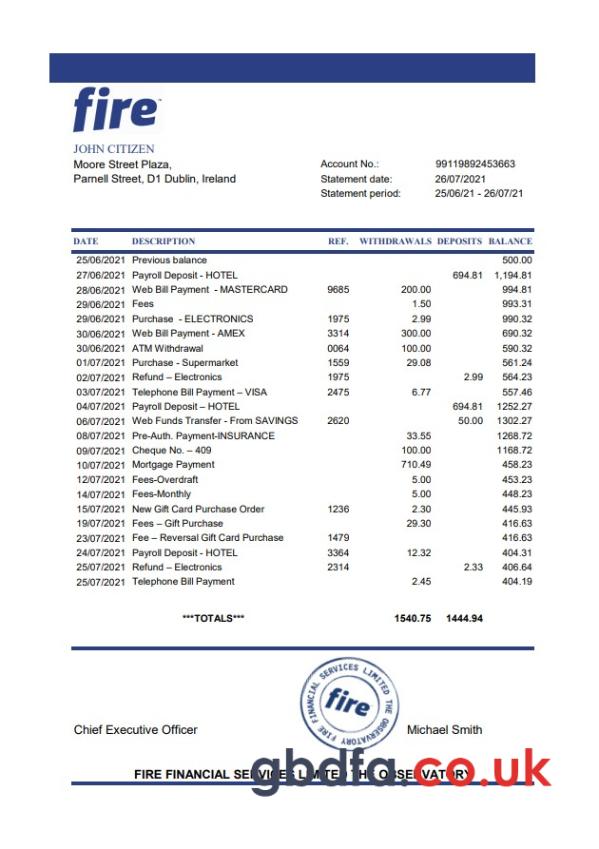 fire™
JOHN CITIZEN
Moore Street Plaza,
Parnell Street, D1 Dublin, Ireland
Account No.: 99119892453663
Statement date: 26/07/2021
Statement period: 25/06/21 - 26/07/21
DATE DESCRIPTION REF. WITHDRAWALS DEPOSITS BALANCE
25/06/2021 Previous balance 500.00
27/06/2021 Payroll Deposit - HOTEL 694.81 1,194.81
28/06/2021 Web Bill Payment - MASTERCARD 9685 200.00 994.81
29/06/2021 Fees 1.50 993.31
29/06/2021 Purchase - ELECTRONICS 1975 2.99 990.32
30/06/2021 Web Bill Payment - AMEX 3314 300.00 690.32
30/06/2021 ATM Withdrawal 0064 100.00 590.32
01/07/2021 Purchase - Supermarket 1559 29.08 561.24
02/07/2021 Refund – Electronics 1975 2.99 564.23
03/07/2021 Telephone Bill Payment – VISA 2475 6.77 557.46
04/07/2021 Payroll Deposit – HOTEL 694.81 1252.27
06/07/2021 Web Funds Transfer - From SAVINGS 2620 50.00 1302.27
08/07/2021 Pre-Auth. Payment-INSURANCE 33.55 1268.72
09/07/2021 Cheque No. – 409 100.00 1168.72
10/07/2021 Mortgage Payment 710.49 458.23
12/07/2021 Fees-Overdraft 5.00 453.23
14/07/2021 Fees-Monthly 5.00 448.23
15/07/2021 New Gift Card Purchase Order 1236 2.30 445.93
19/07/2021 Fees – Gift Purchase 29.30 416.63
23/07/2021 Fee – Reversal Gift Card Purchase 1479 416.63
24/07/2021 Payroll Deposit - HOTEL 3364 12.32 404.31
25/07/2021 Refund – Electronics 2314 2.33 406.64
25/07/2021 Telephone Bill Payment 2.45 404.19
***TOTALS*** 1540.75 1444.94
FIRE FINANCIAL SERVICES LIMITED THE OBSERVATORY
fire
Chief Executive Officer Michael Smith
FIRE FINANCIAL SERVICES LIMITED THE OBSERVATORY
gbdfa.co.uk